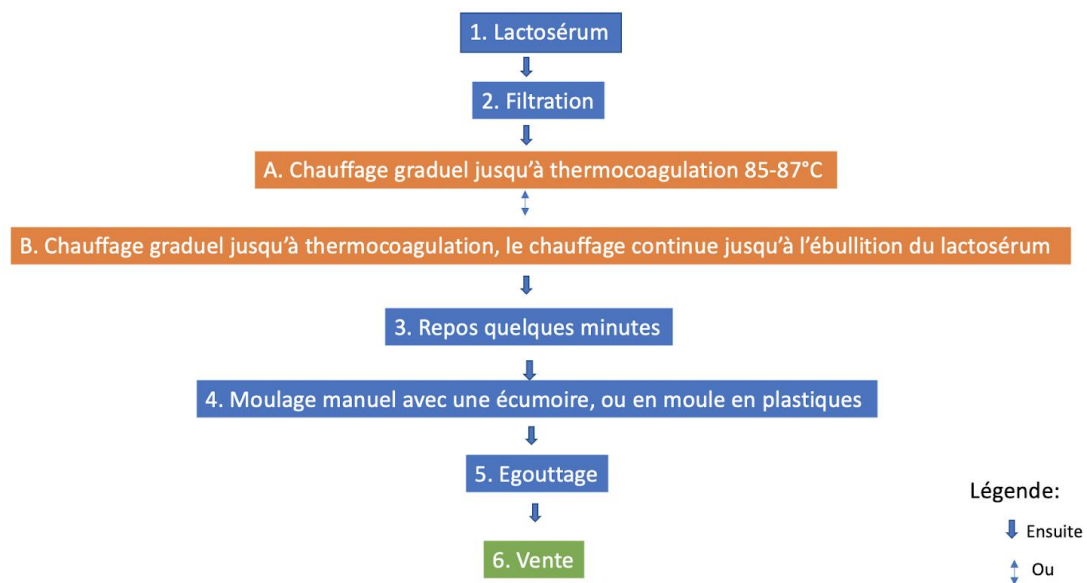 1. Lactosérum
2. Filtration
A. Chauffage graduel jusqu’à thermocoagulation 85-87°C
B. Chauffage graduel jusqu’à thermocoagulation, le chauffage continue jusqu’à l’ébullition du lactosérum
3. Repos quelques minutes
4. Moulage manuel avec une écumoire, ou en moule en plastiques
5. Egouttage
6. Vente
Légende:
Ensuite
Ou